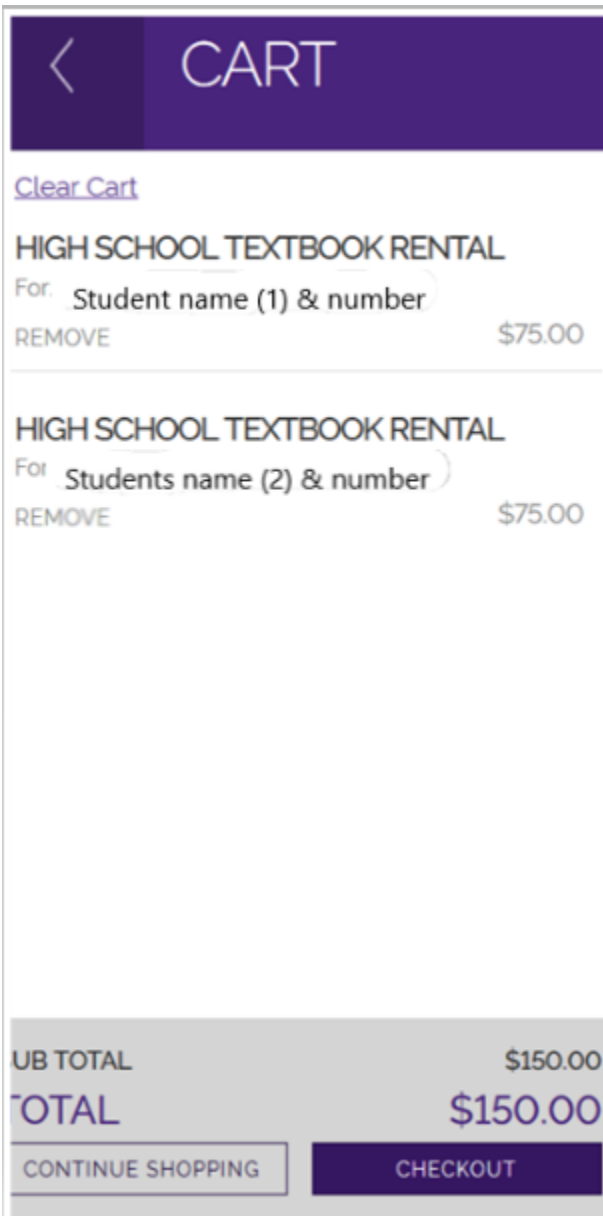 CART
Clear Cart
HIGH SCHOOL TEXTBOOK RENTAL
For. Student name (1) & number
REMOVE $75.00
HIGH SCHOOL TEXTBOOK RENTAL
For Students name (2) & number
REMOVE $75.00
UB TOTAL $150.00
TOTAL $150.00
CONTINUE SHOPPING CHECKOUT